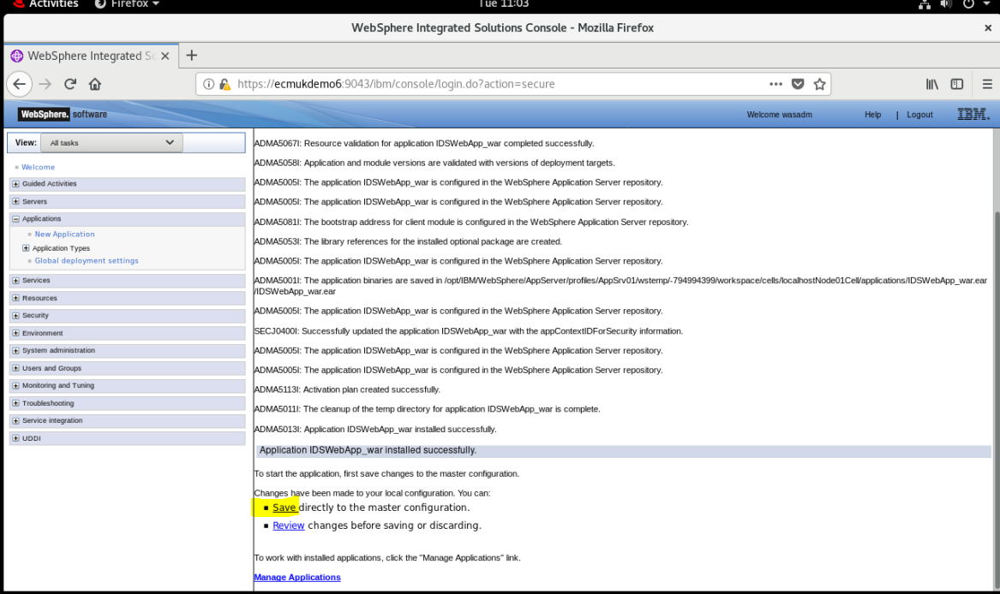 Activities Firefox Tue 11:03
WebSphere Integrated Solutions Console - Mozilla Firefox
WebSphere Integrated S
https://ecmukdemo6:9043/ibm/console/login.do?action=secure
WebSphere. software Welcome wasadm Help | Logout IBM.
View: All tasks
Welcome
Guided Activities
Servers
Applications
New Application
Application Types
Global deployment settings
Services
Resources
Security
Environment
System administration
Users and Groups
Monitoring and Tuning
Troubleshooting
Service integration
UDDI
ADMA5067I: Resource validation for application IDSWebApp_war completed successfully.
ADMA5058I: Application and module versions are validated with versions of deployment targets.
ADMA5005I: The application IDSWebApp_war is configured in the WebSphere Application Server repository.
ADMA5005I: The application IDSWebApp_war is configured in the WebSphere Application Server repository.
ADMA5081I: The bootstrap address for client module is configured in the WebSphere Application Server repository.
ADMA5053I: The library references for the installed optional package are created.
ADMA5005I: The application IDSWebApp_war is configured in the WebSphere Application Server repository.
ADMA5001I: The application binaries are saved in /opt/IBM/WebSphere/AppServer/profiles/AppSrv01/wstemp/-794994399/workspace/cells/localhostNode01Cell/applications/IDSWebApp_war.ear
/IDSWebApp_war.ear
ADMA5005I: The application IDSWebApp_war is configured in the WebSphere Application Server repository.
SECJ0400I: Successfully updated the application IDSWebApp_war with the appContextIDForSecurity information.
ADMA5005I: The application IDSWebApp_war is configured in the WebSphere Application Server repository.
ADMA5005I: The application IDSWebApp_war is configured in the WebSphere Application Server repository.
ADMA5113I: Activation plan created successfully.
ADMA5011I: The cleanup of the temp directory for application IDSWebApp_war is complete.
ADMA5013I: Application IDSWebApp_war installed successfully.
Application IDSWebApp_war installed successfully.
To start the application, first save changes to the master configuration.
Changes have been made to your local configuration. You can:
Save directly to the master configuration.
Review changes before saving or discarding.
To work with installed applications, click the "Manage Applications" link.
Manage Applications